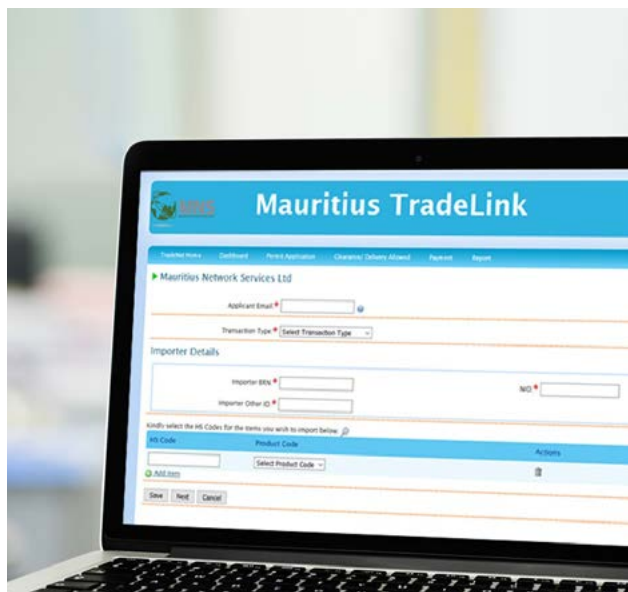 MNS Mauritius TradeLink
TradeNet Home Dashboard Permit Application Clearance/ Delivery Allowed Payment Report
Mauritius Network Services Ltd
Applicant Email *
Transaction Type * Select Transaction Type
Importer Details
Importer BRN * NID *
Importer Other ID *
Kindly select the HS Codes for the items you wish to import below.
HS Code Product Code Actions
Select Product Code
Add Item
Save Next Cancel